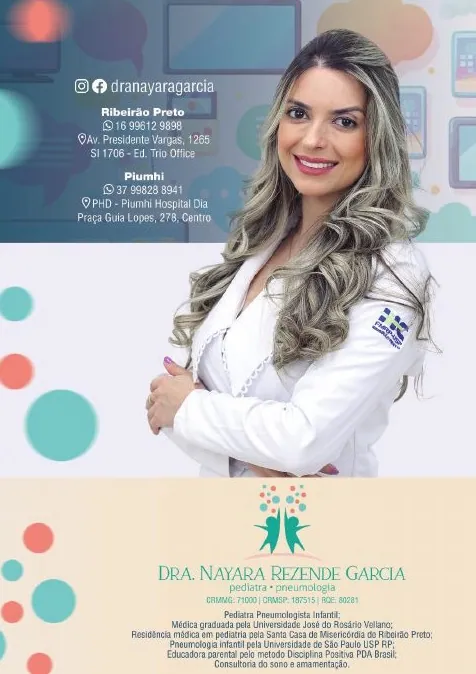 dranayaragarcia
Ribeirão Preto
16 99612 9898
Av. Presidente Vargas, 1265
Sl 1706 - Ed. Trio Office
Piumhi
37 99828 8941
PHD - Piumhi Hospital Dia
Praça Guia Lopes, 278, Centro
DRA. NAYARA REZENDE GARCIA
pediatra • pneumologia
CRMMG: 71000 | CRMSP: 187515 | RQE: 80281
Pediatra Pneumologista Infantil;
Médica graduada pela Universidade José do Rosário Vellano;
Residência médica em pediatria pela Santa Casa de Misericórdia do Ribeirão Preto;
Pneumologia infantil pela Universidade de São Paulo USP RP;
Educadora parental pelo metodo Disciplina Positiva PDA Brasil;
Consultoria do sono e amamentação.